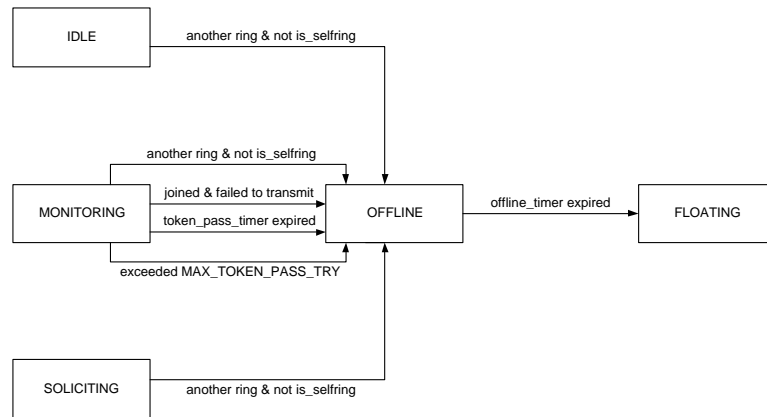 IDLE
another ring & not is_selfring
another ring & not is_selfring
joined & failed to transmit
MONITORING
OFFLINE
offline_timer expired
FLOATING
token_pass_timer expired
exceeded MAX_TOKEN_PASS_TRY
SOLICITING
another ring & not is_selfring